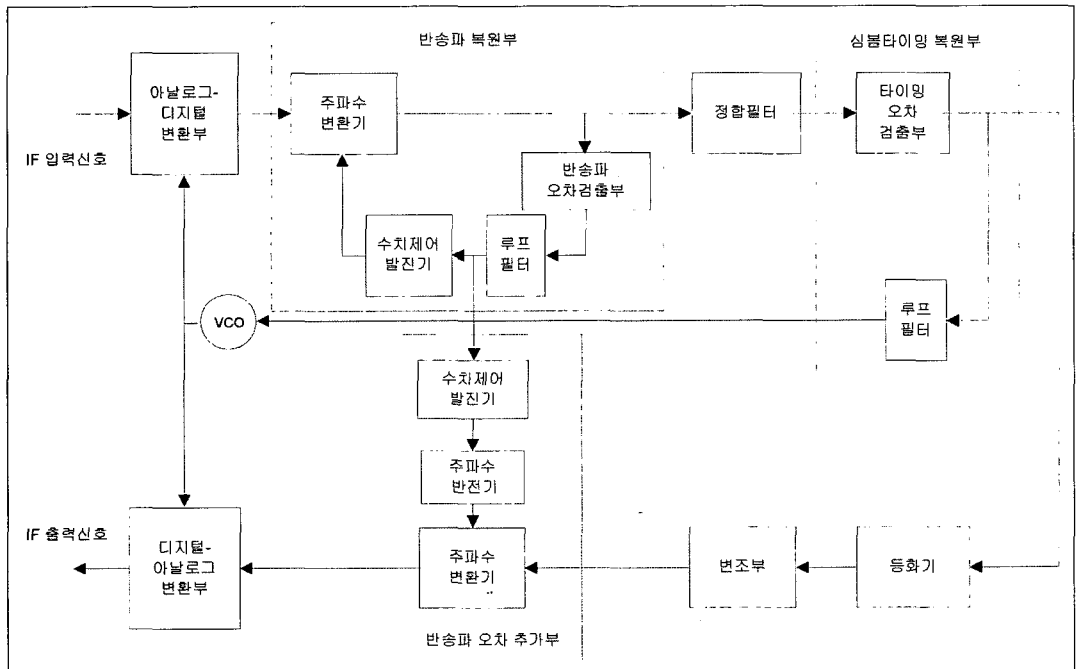 반송파 복원부
심볼타이밍 복원부
아날로그-
디지털
변환부
주파수
변환기
정합필터
타이밍
오차
검출부
IF 입력신호
반송파
오차검출부
수치제어
발진기
루프
필터
VCO
루프
필터
수치제어
발진기
주파수
반전기
IF 출력신호
디지털-
아날로그
변환부
주파수
변환기
변조부
등화기
반송파 오차 추가부